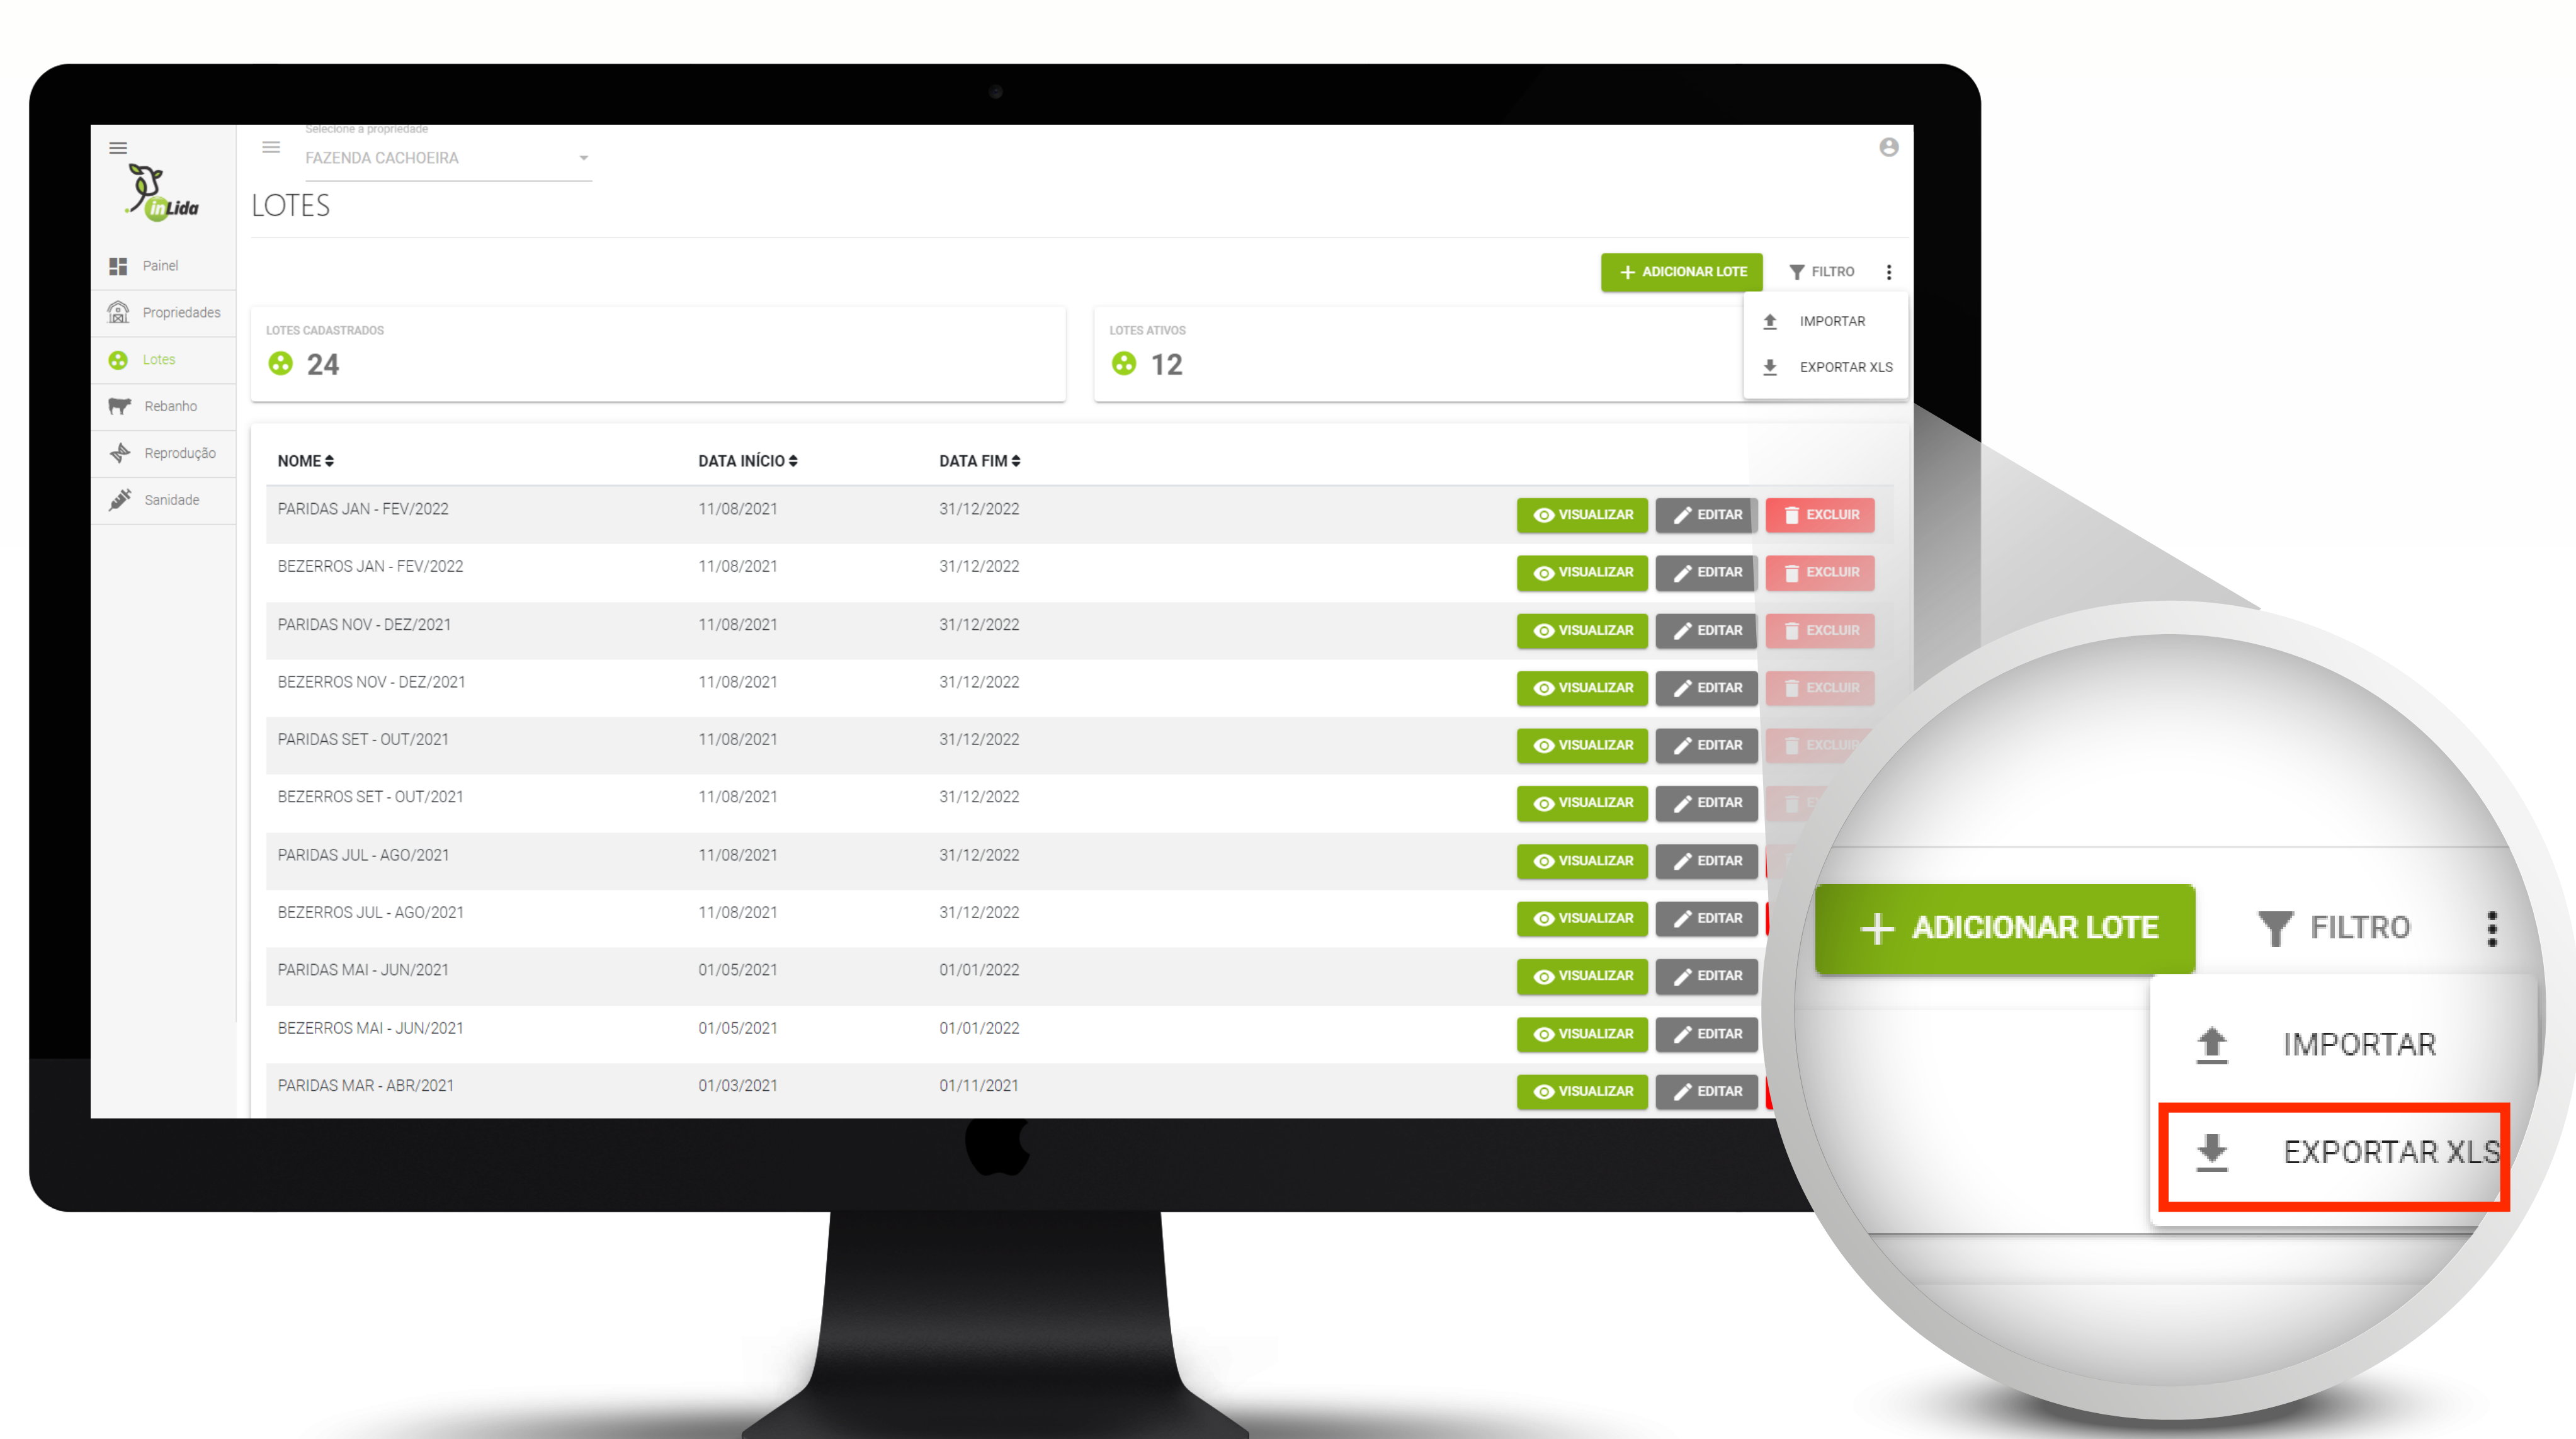 Selecione a propriedade
FAZENDA CACHOEIRA
inLida
LOTES
Painel
Propriedades
Lotes
Rebanho
Reprodução
Sanidade
+ ADICIONAR LOTE FILTRO
IMPORTAR
EXPORTAR XLS
LOTES CADASTRADOS
24
LOTES ATIVOS
12
NOME DATA INÍCIO DATA FIM
PARIDAS JAN - FEV/2022 11/08/2021 31/12/2022 VISUALIZAR EDITAR EXCLUIR
BEZERROS JAN - FEV/2022 11/08/2021 31/12/2022 VISUALIZAR EDITAR EXCLUIR
PARIDAS NOV - DEZ/2021 11/08/2021 31/12/2022 VISUALIZAR EDITAR EXCLUIR
BEZERROS NOV - DEZ/2021 11/08/2021 31/12/2022 VISUALIZAR EDITAR EXCLUIR
PARIDAS SET - OUT/2021 11/08/2021 31/12/2022 VISUALIZAR EDITAR EXCLUIR
BEZERROS SET - OUT/2021 11/08/2021 31/12/2022 VISUALIZAR EDITAR
PARIDAS JUL - AGO/2021 11/08/2021 31/12/2022 VISUALIZAR EDITAR
BEZERROS JUL - AGO/2021 11/08/2021 31/12/2022 VISUALIZAR EDITAR
PARIDAS MAI - JUN/2021 01/05/2021 01/01/2022 VISUALIZAR EDITAR
BEZERROS MAI - JUN/2021 01/05/2021 01/01/2022 VISUALIZAR EDITAR
PARIDAS MAR - ABR/2021 01/03/2021 01/11/2021 VISUALIZAR EDITAR
+ ADICIONAR LOTE FILTRO
IMPORTAR
EXPORTAR XLS